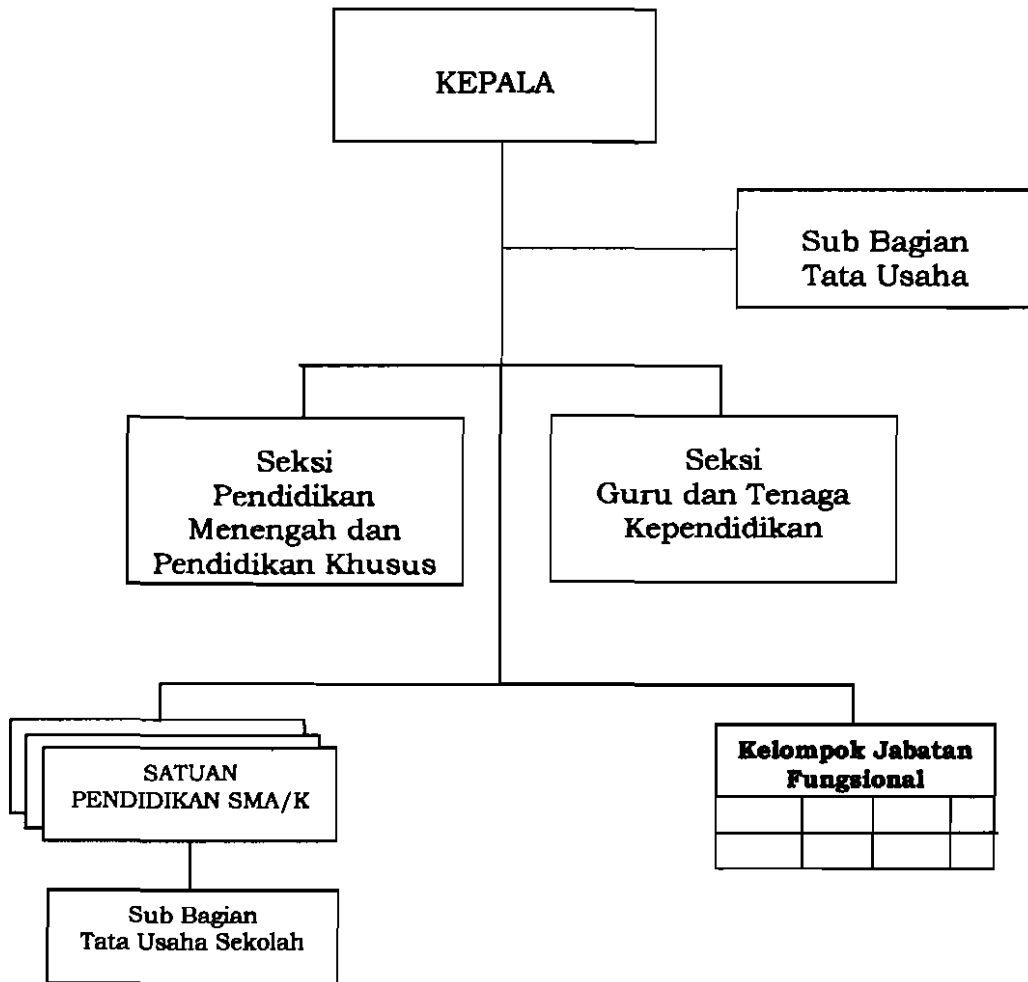 KEPALA
Sub Bagian
Tata Usaha
Seksi
Pendidikan
Menengah dan
Pendidikan Khusus
Seksi
Guru dan Tenaga
Kependidikan
SATUAN
PENDIDIKAN SMA/K
Kelompok Jabatan
Fungsional
Sub Bagian
Tata Usaha Sekolah